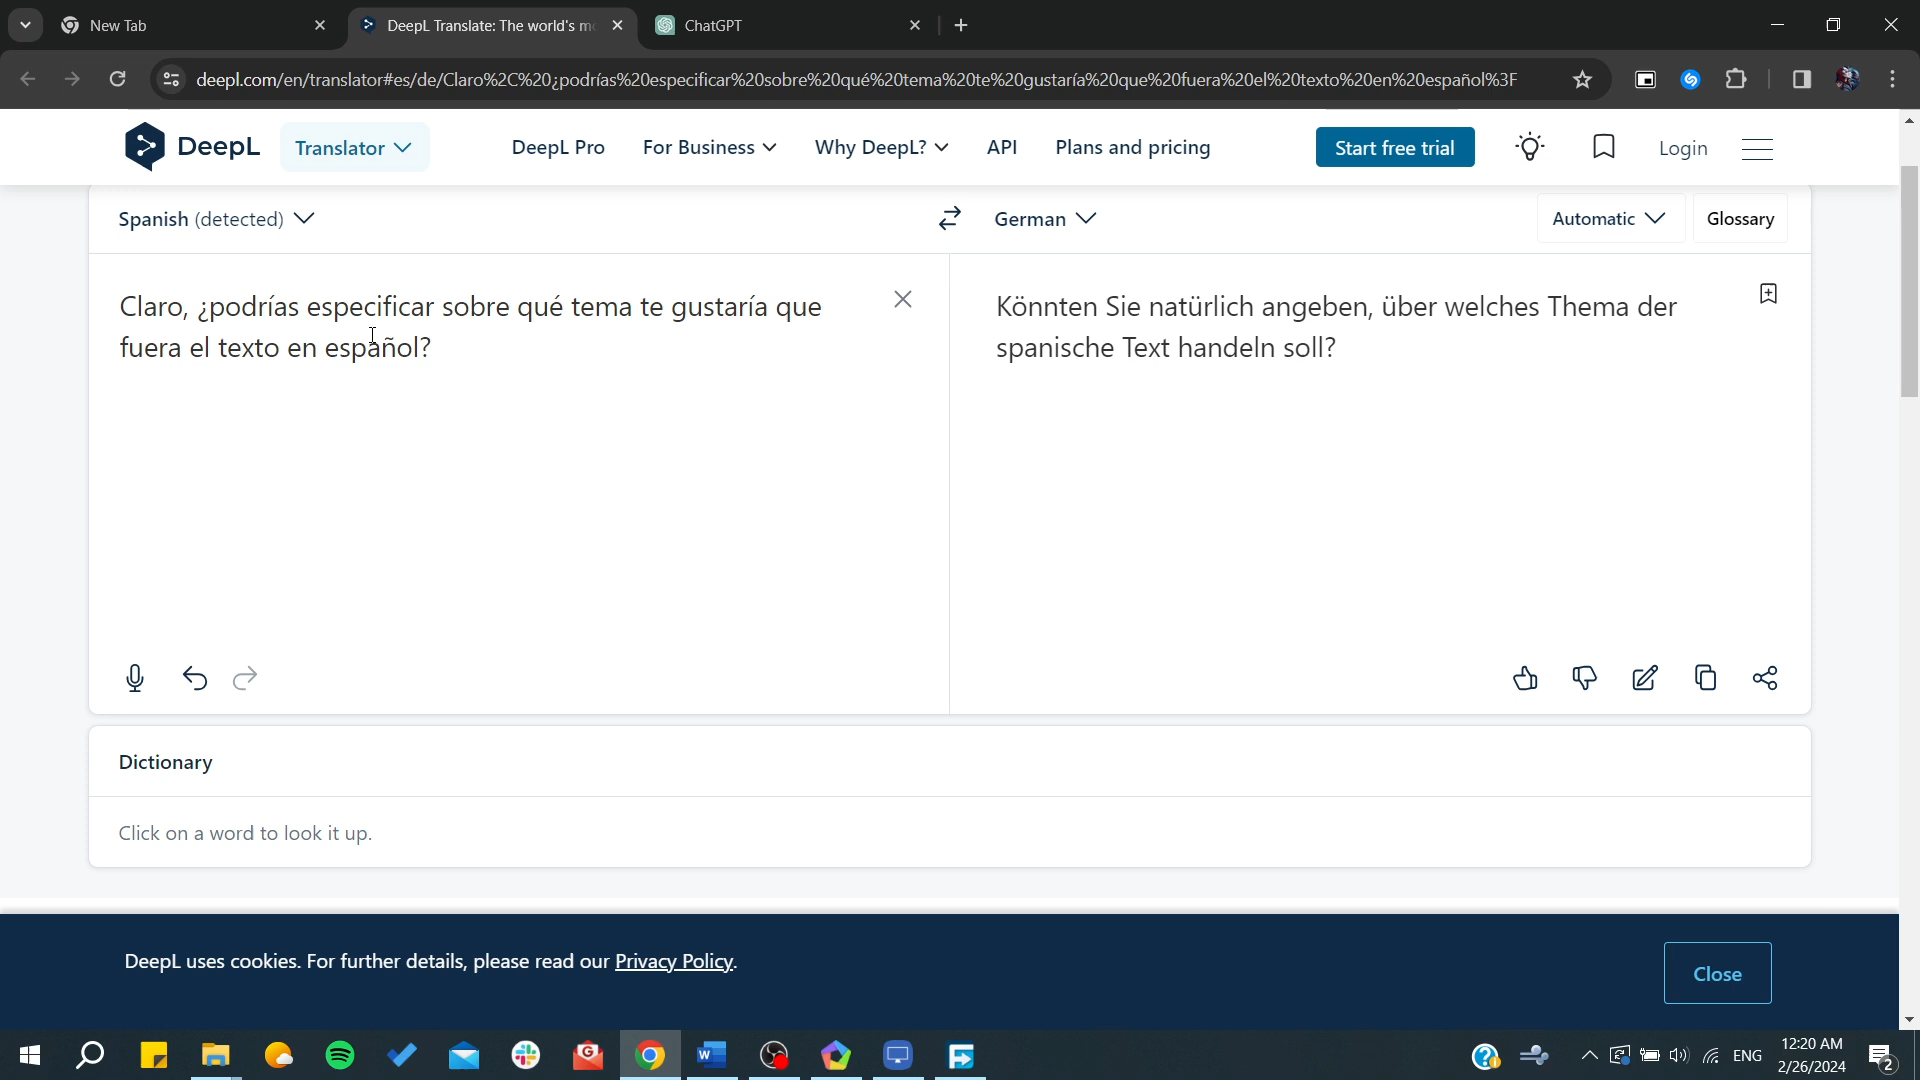 New Tab
DeepL Translate: The world's m
ChatGPT
deepl.com/en/translator#es/de/Claro%2C%20¿podrías%20especificar%20sobre%20qué%20tema%20te%20gustaría%20que%20fuera%20el%20texto%20en%20español%3F
DeepL
Translator
DeepL Pro
For Business
Why DeepL?
API
Plans and pricing
Start free trial
Login
Spanish (detected)
German
Automatic
Glossary
Claro, ¿podrías especificar sobre qué tema te gustaría que
fuera el texto en español?
Könnten Sie natürlich angeben, über welches Thema der
spanische Text handeln soll?
Dictionary
Click on a word to look it up.
DeepL uses cookies. For further details, please read our Privacy Policy.
Close
ENG
12:20 AM
2/26/2024
2